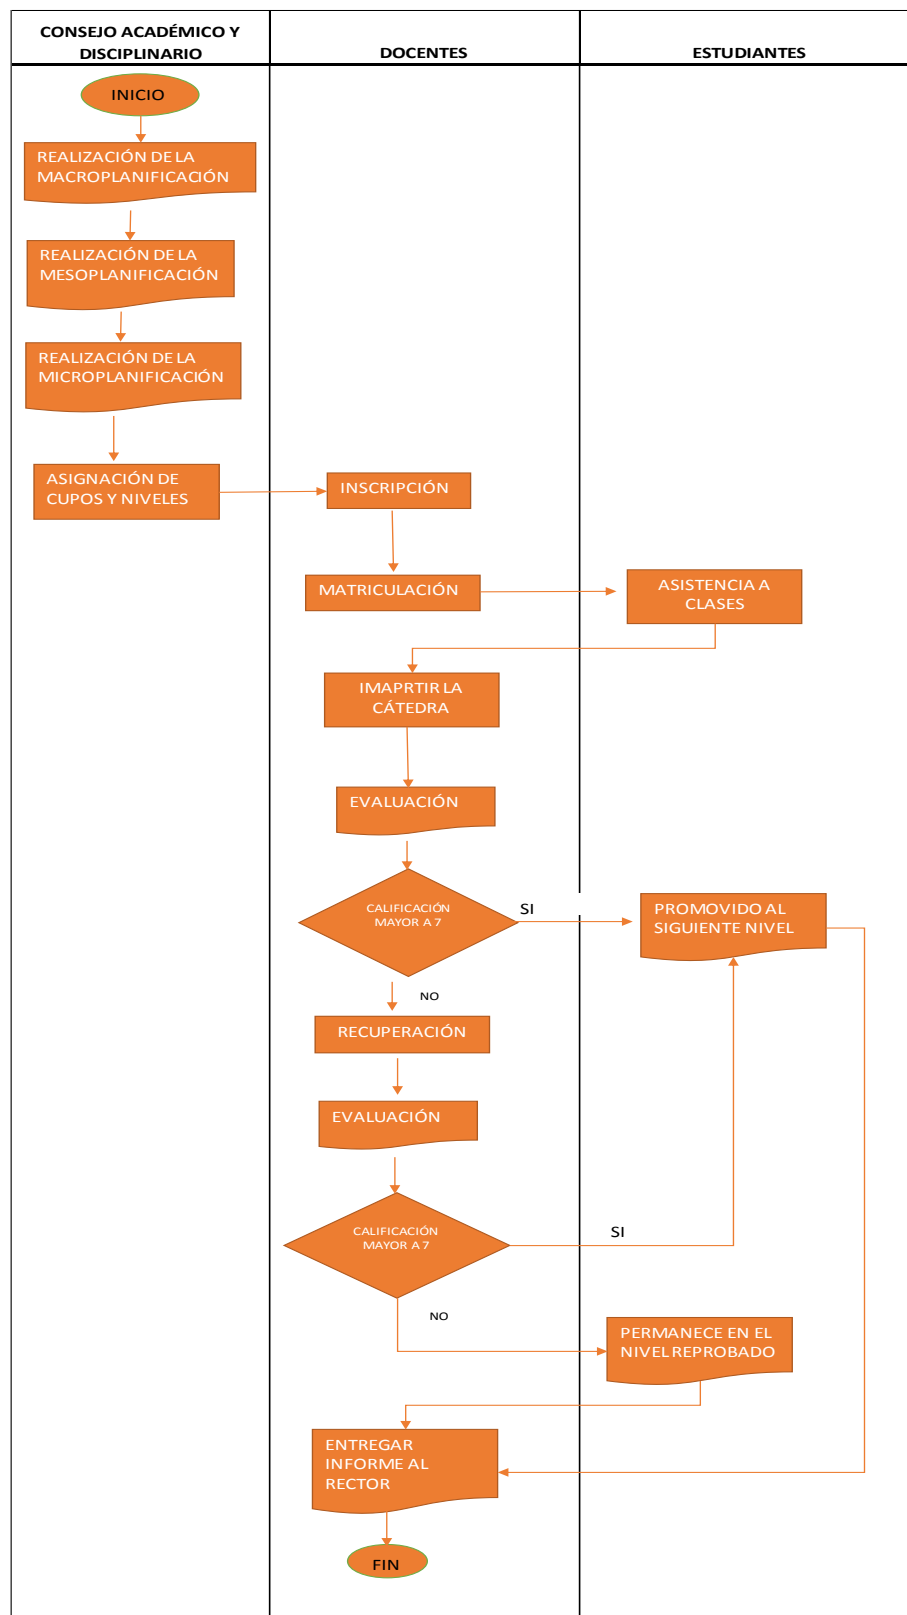 CONSEJO ACADÉMICO Y
DISCIPLINARIO
DOCENTES
ESTUDIANTES
INICIO
REALIZACIÓN DE LA
MACROPLANIFICACIÓN
REALIZACIÓN DE LA
MESOPLANIFICACIÓN
REALIZACIÓN DE LA
MICROPLANIFICACIÓN
ASIGNACIÓN DE
CUPOS Y NIVELES
INSCRIPCIÓN
MATRICULACIÓN
ASISTENCIA A
CLASES
IMAPRTIR LA
CÁTEDRA
EVALUACIÓN
CALIFICACIÓN
MAYOR A 7
SI
PROMOVIDO AL
SIGUIENTE NIVEL
NO
RECUPERACIÓN
EVALUACIÓN
CALIFICACIÓN
MAYOR A 7
SI
NO
PERMANECE EN EL
NIVEL REPROBADO
ENTREGAR
INFORME AL
RECTOR
FIN